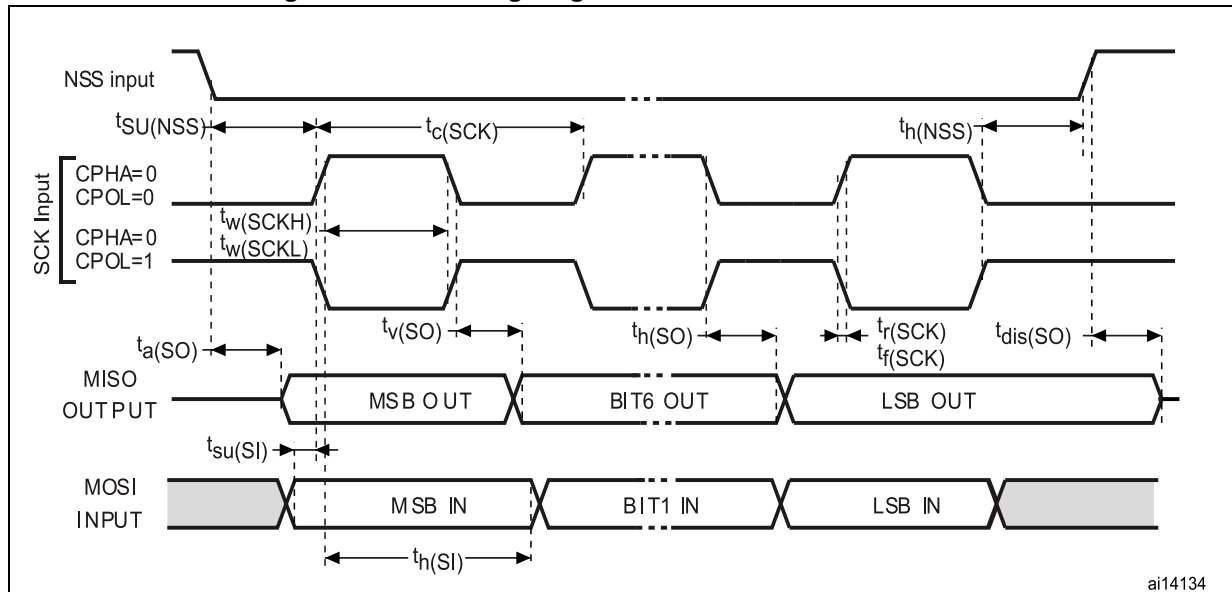 NSS input
tSU(NSS)
tc(SCK)
th(NSS)
SCK Input
CPHA=0
CPOL=0
tw(SCKH)
CPHA=0
tw(SCKL)
CPOL=1
tv(SO)
ta(SO)
th(SO)
tr(SCK)
tf(SCK)
tdis(SO)
MISO
OUTPUT
MSB OUT
BIT6 OUT
LSB OUT
tsu(SI)
MOSI
INPUT
MSB IN
BIT1 IN
LSB IN
th(SI)
ai14134